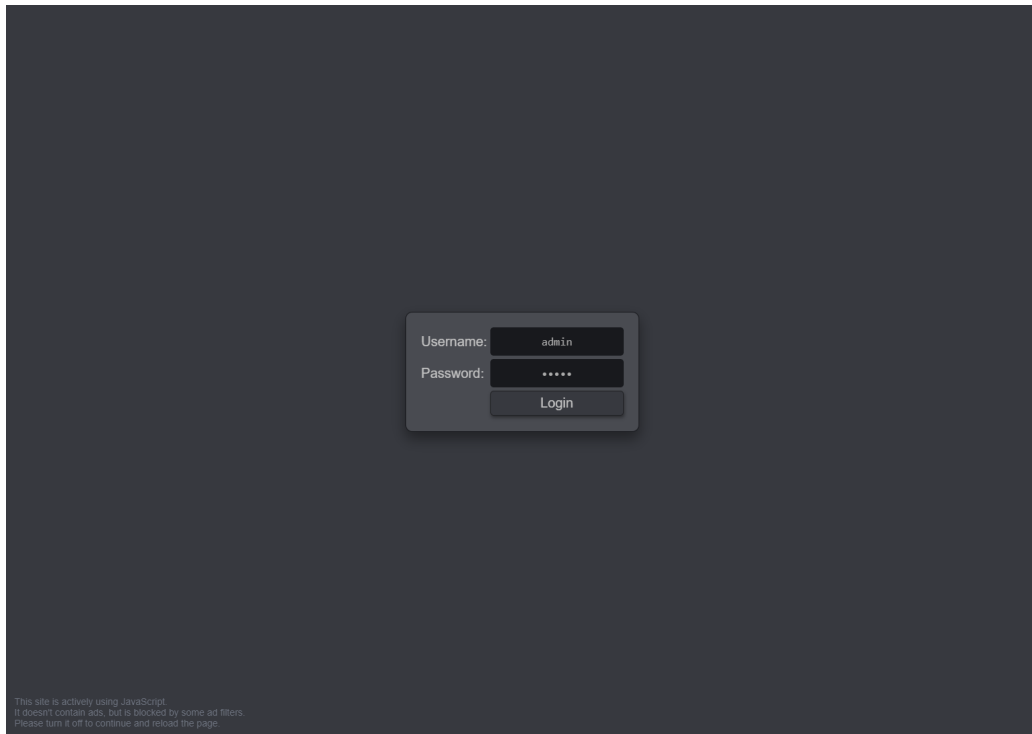 Username: admin
Password: •••••
Login
This site is actively using JavaScript.
It doesn't contain ads, but is blocked by some ad filters.
Please turn it off to continue and reload the page.